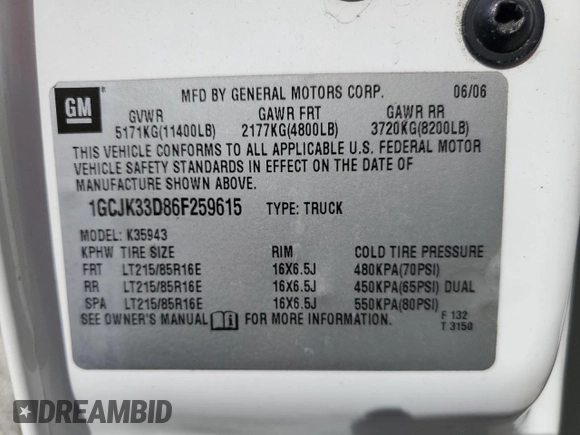 GM
MFD BY GENERAL MOTORS CORP. 06/06
GVWR GAWR FRT GAWR RR
5171KG(11400LB) 2177KG(4800LB) 3720KG(8200LB)
THIS VEHICLE CONFORMS TO ALL APPLICABLE U.S. FEDERAL MOTOR
VEHICLE SAFETY STANDARDS IN EFFECT ON THE DATE OF
MANUFACTURE SHOWN ABOVE.
1GCJK33D86F259615 TYPE: TRUCK
MODEL: K35943
KPHW TIRE SIZE RIM COLD TIRE PRESSURE
FRT LT215/85R16E 16X6.5J 480KPA(70PSI)
RR LT215/85R16E 16X6.5J 450KPA(65PSI) DUAL
SPA LT215/85R16E 16X6.5J 550KPA(80PSI)
SEE OWNER'S MANUAL FOR MORE INFORMATION. F 132
T 3150
DREAMBID